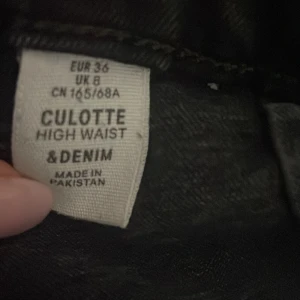 EUR 36
UK 8
CN 165/68A
CULOTTE
HIGH WAIST
&DENIM
MADE IN
PAKISTAN